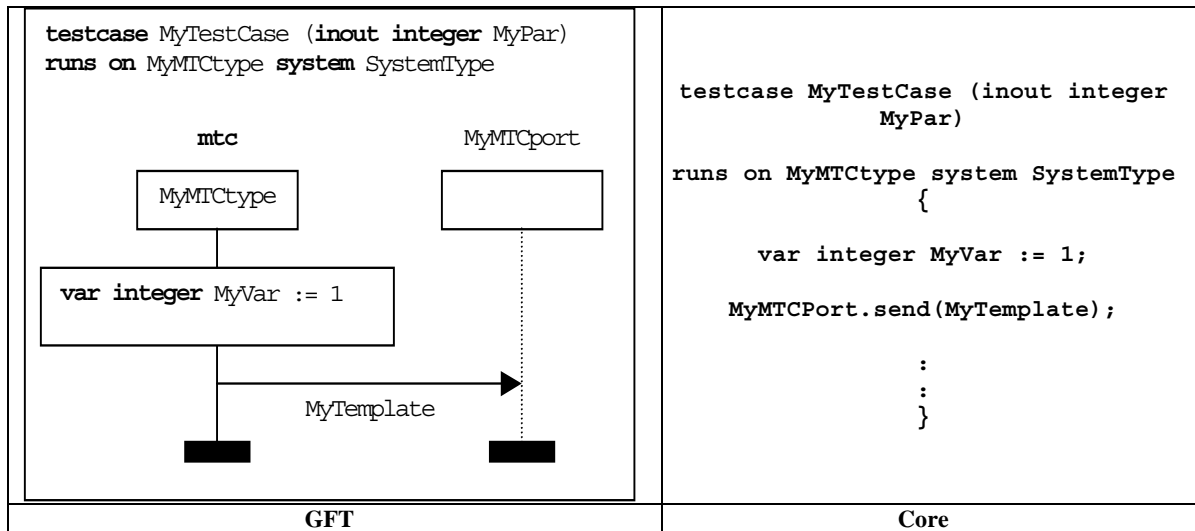 testcase MyTestCase (inout integer MyPar)
runs on MyMTCtype system SystemType
mtc
MyMTCport
MyMTCtype
var integer MyVar := 1
MyTemplate
GFT
testcase MyTestCase (inout integer
MyPar)
runs on MyMTCtype system SystemType
{
var integer MyVar := 1;
MyMTCPort.send(MyTemplate);
:
:
}
Core